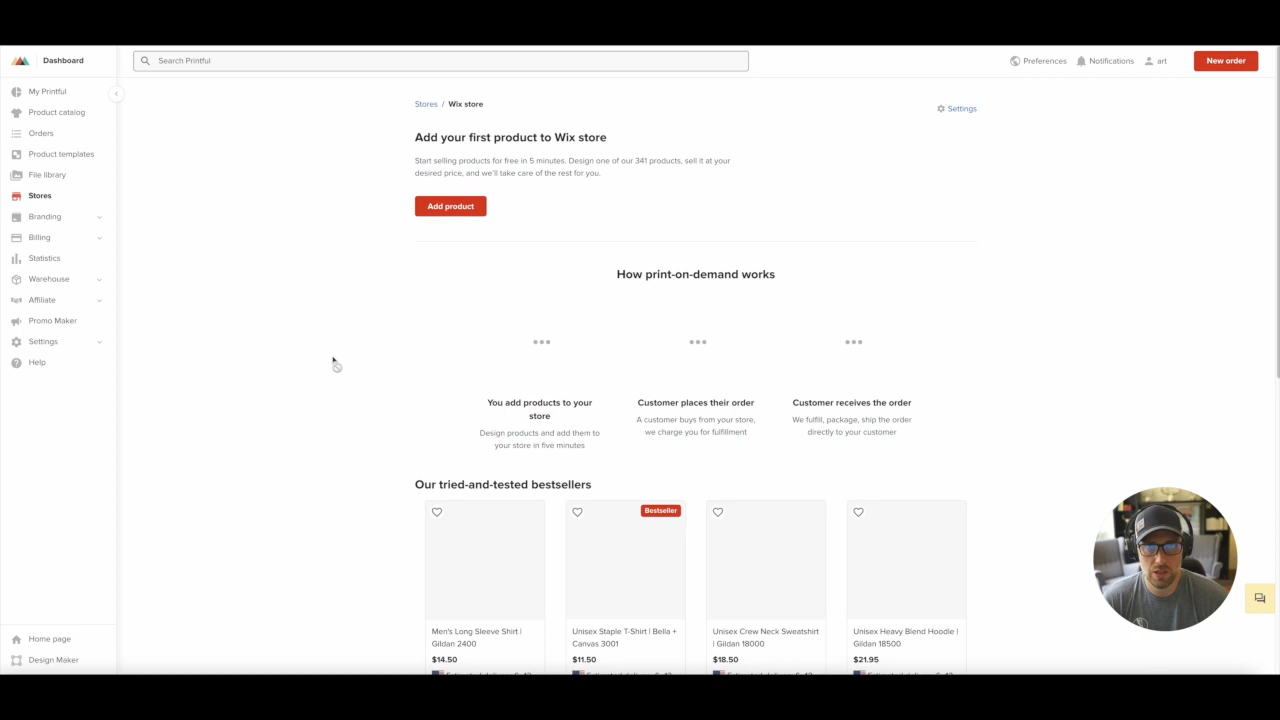 Dashboard
Search Printful
Preferences
Notifications
art
New order
My Printful
Product catalog
Orders
Product templates
File library
Stores
Branding
Billing
Statistics
Warehouse
Affiliate
Promo Maker
Settings
Help
Home page
Design Maker
Stores / Wix store
Settings
Add your first product to Wix store
Start selling products for free in 5 minutes. Design one of our 341 products, sell it at your
desired price, and we'll take care of the rest for you.
Add product
How print-on-demand works
You add products to your
store
Design products and add them to
your store in five minutes
Customer places their order
A customer buys from your store,
we charge you for fulfillment
Customer receives the order
We fulfill, package, ship the order
directly to your customer
Our tried-and-tested bestsellers
Men's Long Sleeve Shirt |
Gildan 2400
$14.50
Bestseller
Unisex Staple T-Shirt | Bella +
Canvas 3001
$11.50
Unisex Crew Neck Sweatshirt
| Gildan 18000
$18.50
Unisex Heavy Blend Hoodie |
Gildan 18500
$21.95